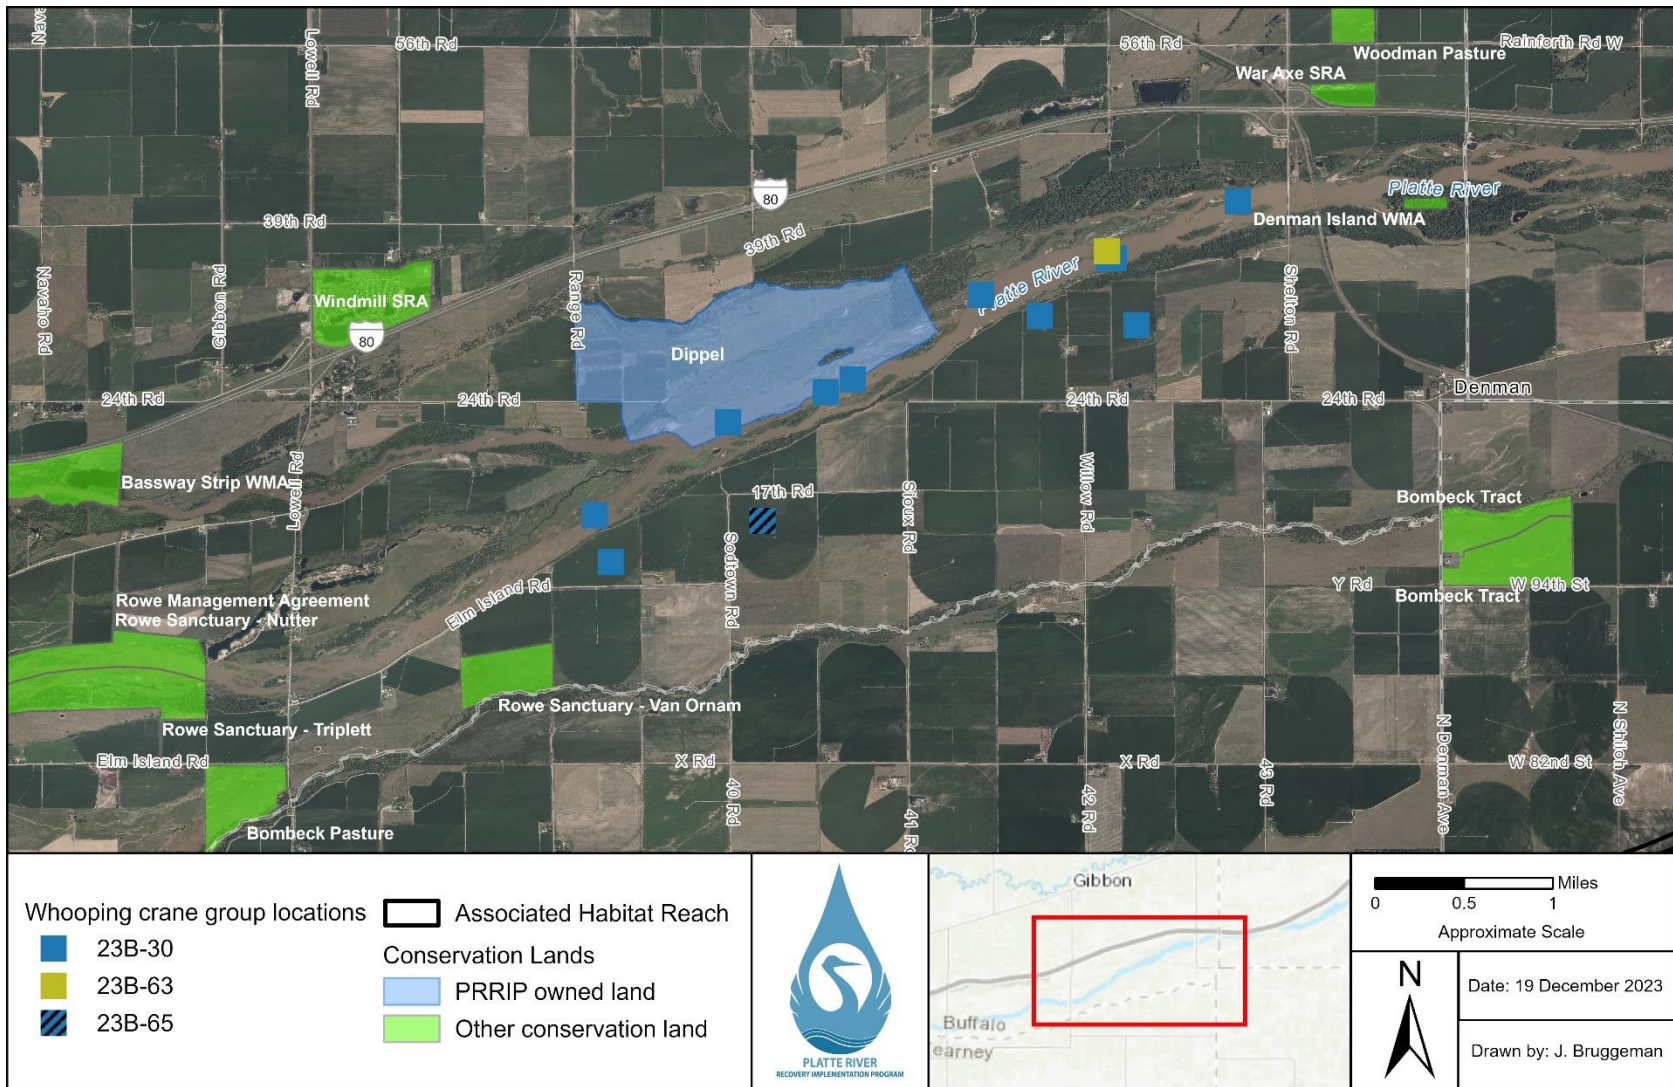 56th Rd
56th Rd
Rainforth Rd W
Woodman Pasture
War Axe SRA
Lowell Rd
80
Platte River
39th Rd
39th Rd
Denman Island WMA
Navaho Rd
Gibbon Rd
Windmill SRA
Range Rd
Platte River
Shelton Rd
80
Dippel
24th Rd
24th Rd
24th Rd
24th Rd
Denman
Bassway Strip WMA
Lowell Rd
17th Rd
Sioux Rd
Willow Rd
Bombeck Tract
Sodtown Rd
Elm Island Rd
Y Rd
W 94th St
Bombeck Tract
Rowe Management Agreement
Rowe Sanctuary - Nutter
Rowe Sanctuary - Van Ornam
Rowe Sanctuary - Triplett
Elm Island Rd
X Rd
X Rd
W 82nd St
N Denman Ave
N Shiloh Ave
40 Rd
41 Rd
42 Rd
43 Rd
Bombeck Pasture
Whooping crane group locations
23B-30
23B-63
23B-65
Associated Habitat Reach
Conservation Lands
PRRIP owned land
Other conservation land
PLATTE RIVER
RECOVERY IMPLEMENTATION PROGRAM
Gibbon
Buffalo
earney
Miles
0 0.5 1
Approximate Scale
N
Date: 19 December 2023
Drawn by: J. Bruggeman